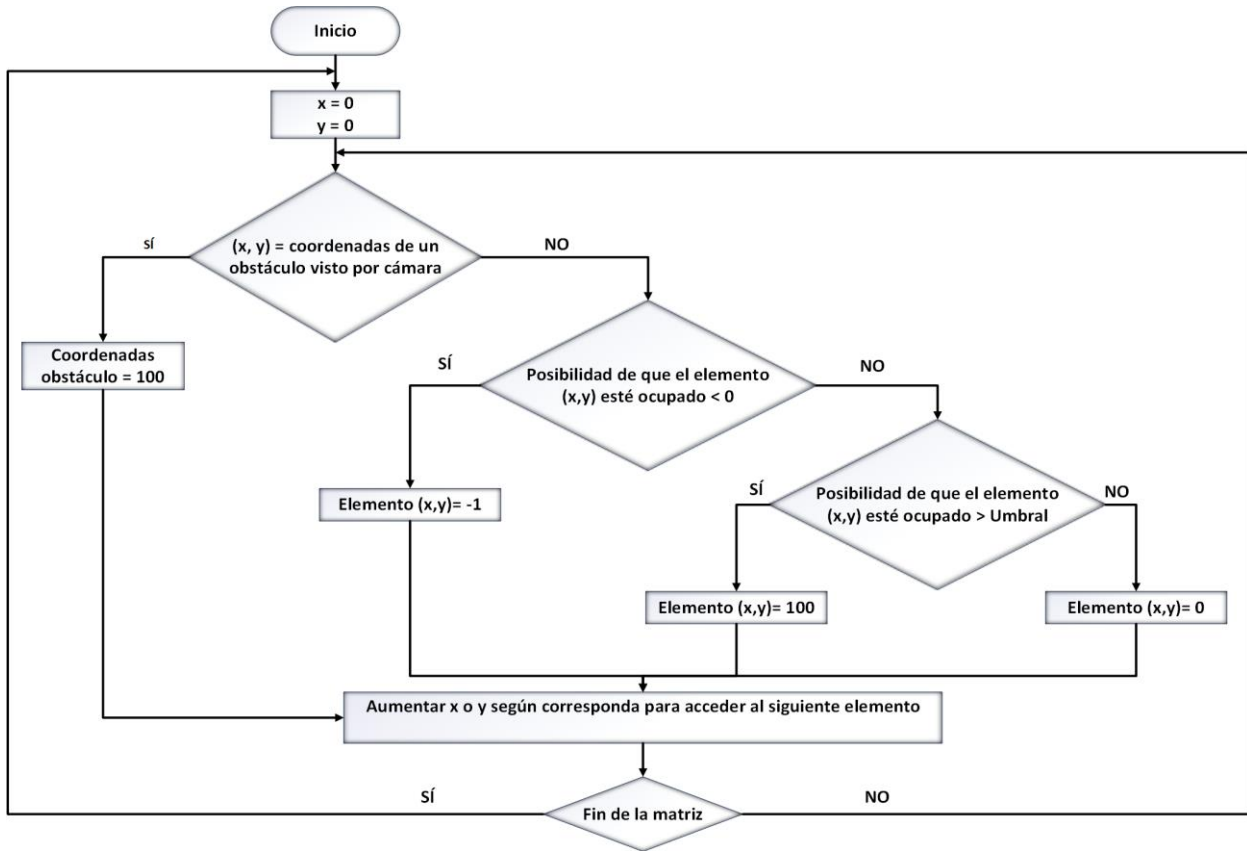 Inicio
x = 0
y = 0
(x, y) = coordenadas de un
obstáculo visto por cámara
sí
NO
Coordenadas
obstáculo = 100
SÍ
Posibilidad de que el elemento
(x,y) esté ocupado < 0
NO
Elemento (x,y)= -1
SÍ
Posibilidad de que el elemento
(x,y) esté ocupado > Umbral
NO
Elemento (x,y)= 100
Elemento (x,y)= 0
Aumentar x o y según corresponda para acceder al siguiente elemento
SÍ
Fin de la matriz
NO